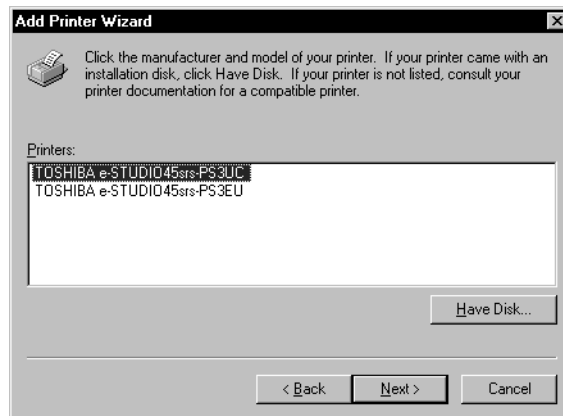 Add Printer Wizard
Click the manufacturer and model of your printer. If your printer came with an
installation disk, click Have Disk. If your printer is not listed, consult your
printer documentation for a compatible printer.
Printers:
TOSHIBA e-STUDIO45srs-PS3UC
TOSHIBA e-STUDIO45srs-PS3EU
Have Disk...
< Back
Next >
Cancel